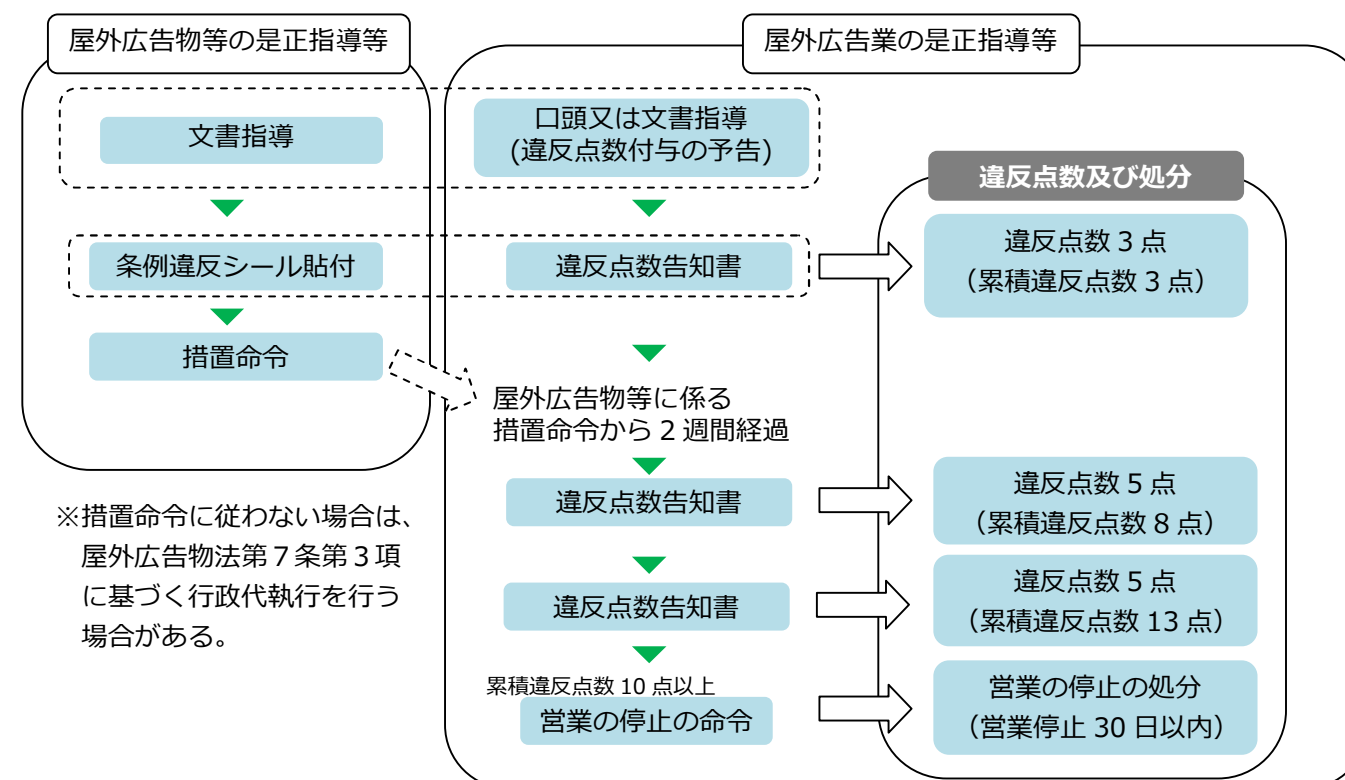 屋外広告物等の是正指導等
屋外広告業の是正指導等
文書指導
口頭又は文書指導
(違反点数付与の予告)
違反点数及び処分
条例違反シール貼付
違反点数告知書
違反点数 3 点
（累積違反点数 3 点）
措置命令
屋外広告物等に係る
措置命令から 2 週間経過
違反点数告知書
違反点数 5 点
（累積違反点数 8 点）
※措置命令に従わない場合は、
屋外広告物法第７条第３項
に基づく行政代執行を行う
場合がある。
違反点数告知書
違反点数 5 点
（累積違反点数 13 点）
累積違反点数 10 点以上
営業の停止の命令
営業の停止の処分
（営業停止 30 日以内）